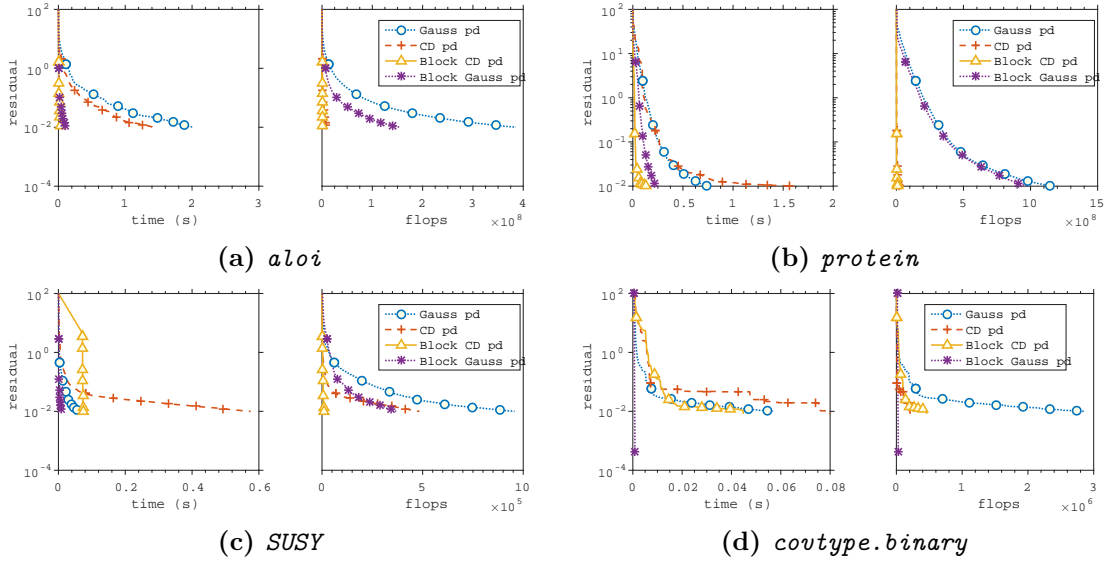 10^2
10^0
10^-2
10^-4
residual
0 1 2 3
time (s)
Gauss pd
CD pd
Block CD pd
Block Gauss pd
0 1 2 3 4
flops
×10^8
(a) aloi
10^2
10^1
10^0
10^-1
10^-2
residual
0 0.5 1 1.5 2
time (s)
Gauss pd
CD pd
Block CD pd
Block Gauss pd
0 5 10 15
flops
×10^8
(b) protein
10^2
10^0
10^-2
10^-4
residual
0 0.2 0.4 0.6
time (s)
Gauss pd
CD pd
Block CD pd
Block Gauss pd
0 5 10
flops
×10^5
(c) SUSY
10^2
10^0
10^-2
10^-4
residual
0 0.02 0.04 0.06 0.08
time (s)
Gauss pd
CD pd
Block CD pd
Block Gauss pd
0 1 2 3
flops
×10^6
(d) covtype.binary